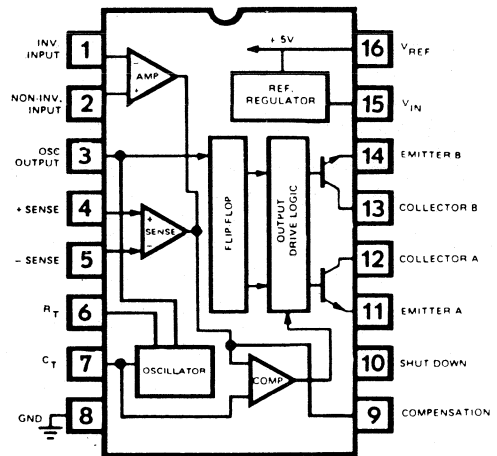 INV.
INPUT
1
NON-INV.
INPUT
2
OSC
OUTPUT
3
+ SENSE
4
– SENSE
5
RT
6
CT
7
GND
8
AMP
–
+
SENSE
+
–
+ 5V
REF.
REGULATOR
FLIP.FLOP
OUTPUT
DRIVE LOGIC
OSCILLATOR
COMP
16
VREF
15
VIN
14
EMITTER B
13
COLLECTOR B
12
COLLECTOR A
11
EMITTER A
10
SHUT DOWN
9
COMPENSATION